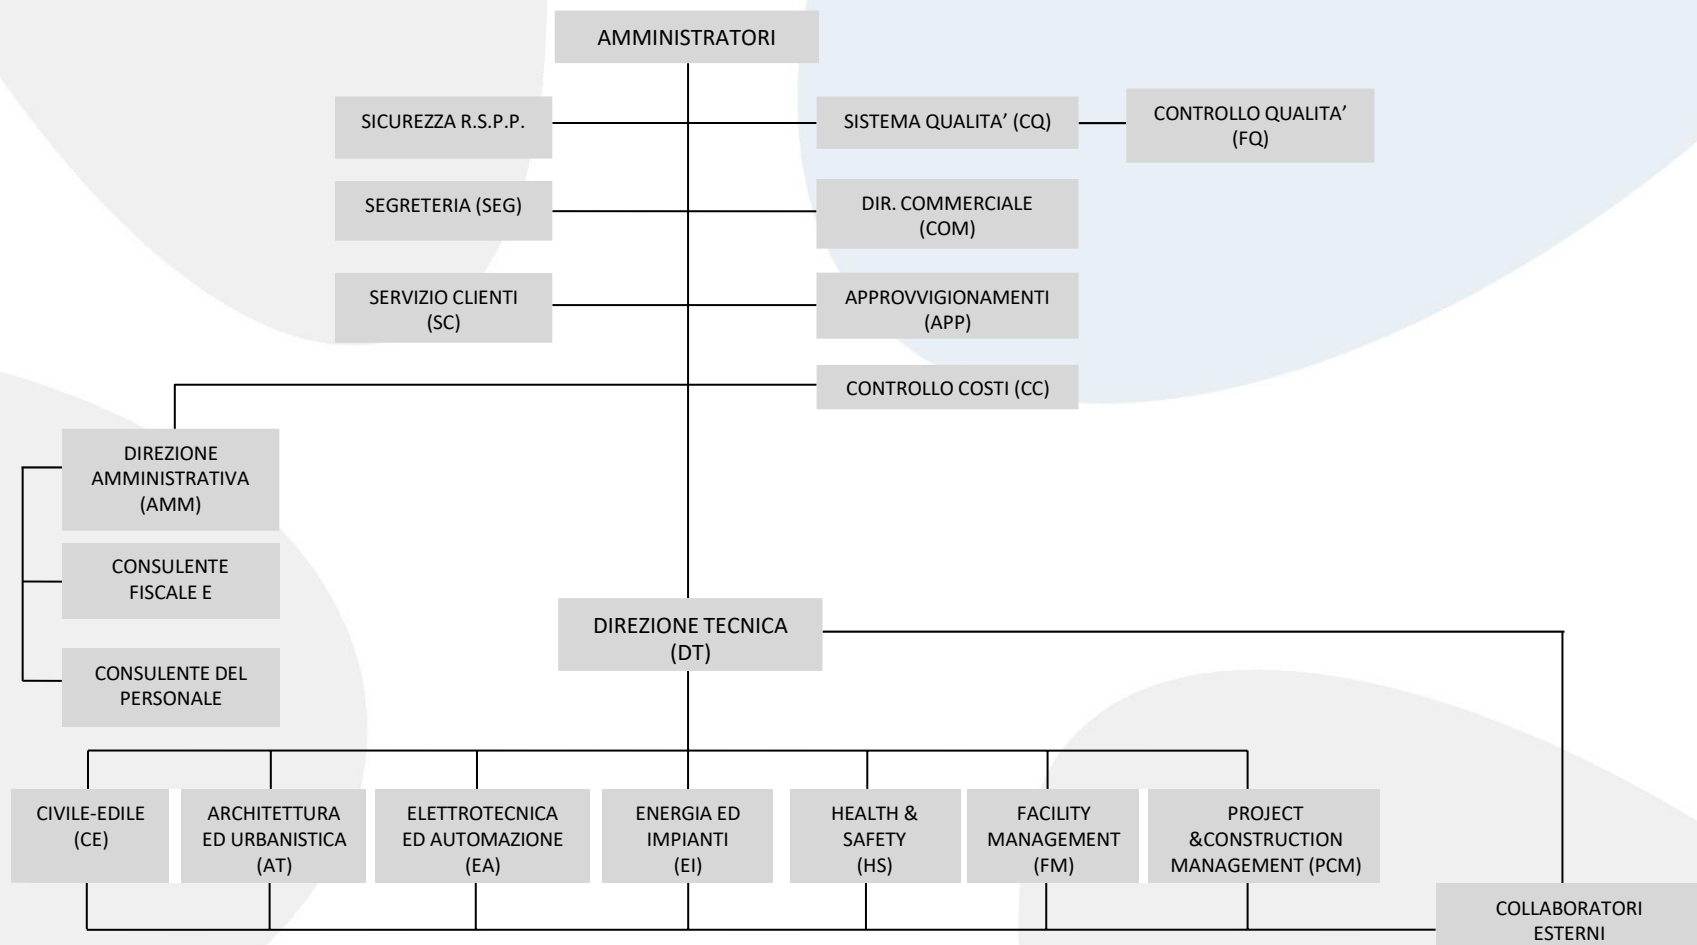 AMMINISTRATORI
SICUREZZA R.S.P.P.
SISTEMA QUALITA’ (CQ)
CONTROLLO QUALITA’
(FQ)
SEGRETERIA (SEG)
DIR. COMMERCIALE
(COM)
SERVIZIO CLIENTI
(SC)
APPROVVIGIONAMENTI
(APP)
CONTROLLO COSTI (CC)
DIREZIONE
AMMINISTRATIVA
(AMM)
CONSULENTE
FISCALE E
CONSULENTE DEL
PERSONALE
DIREZIONE TECNICA
(DT)
CIVILE-EDILE
(CE)
ARCHITETTURA
ED URBANISTICA
(AT)
ELETTROTECNICA
ED AUTOMAZIONE
(EA)
ENERGIA ED
IMPIANTI
(EI)
HEALTH &
SAFETY
(HS)
FACILITY
MANAGEMENT
(FM)
PROJECT
&CONSTRUCTION
MANAGEMENT (PCM)
COLLABORATORI
ESTERNI